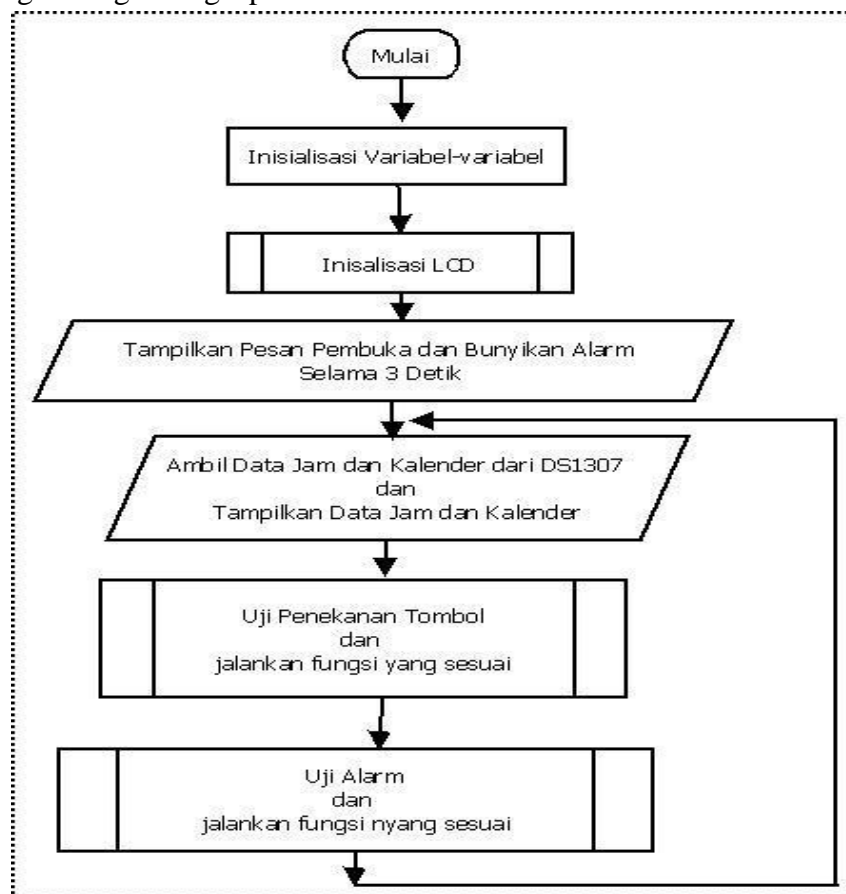 Mulai
Inisialisasi Variabel-variabel
Inisalisasi LCD
Tampilkan Pesan Pembuka dan Bunyikan Alarm
Selama 3 Detik
Ambil Data Jam dan Kalender dari DS1307
dan
Tampilkan Data Jam dan Kalender
Uji Penekanan Tombol
dan
jalankan fungsi yang sesuai
Uji Alarm
dan
jalankan fungsi nyang sesuai